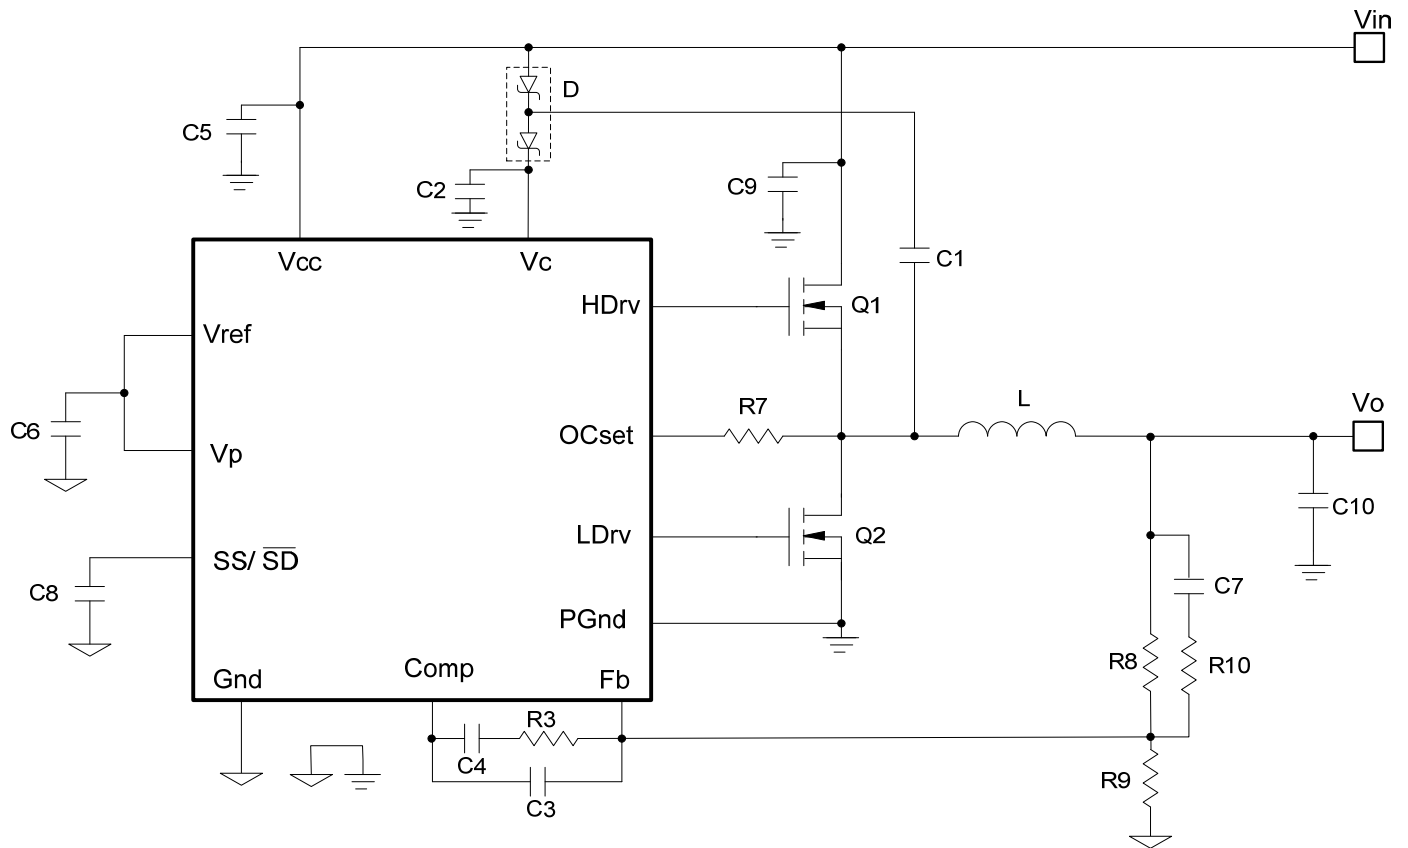 Vin
D
C5
C2
C9
Vcc
Vc
C1
HDrv
Q1
Vref
R7
L
Vo
C6
OCset
Vp
C10
LDrv
Q2
SS/ SD
C8
C7
PGnd
Comp
R8
R10
Gnd
Fb
R3
C4
R9
C3